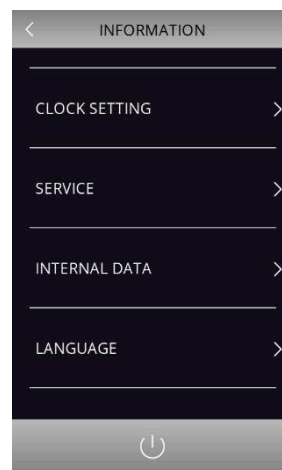 INFORMATION
CLOCK SETTING
SERVICE
INTERNAL DATA
LANGUAGE